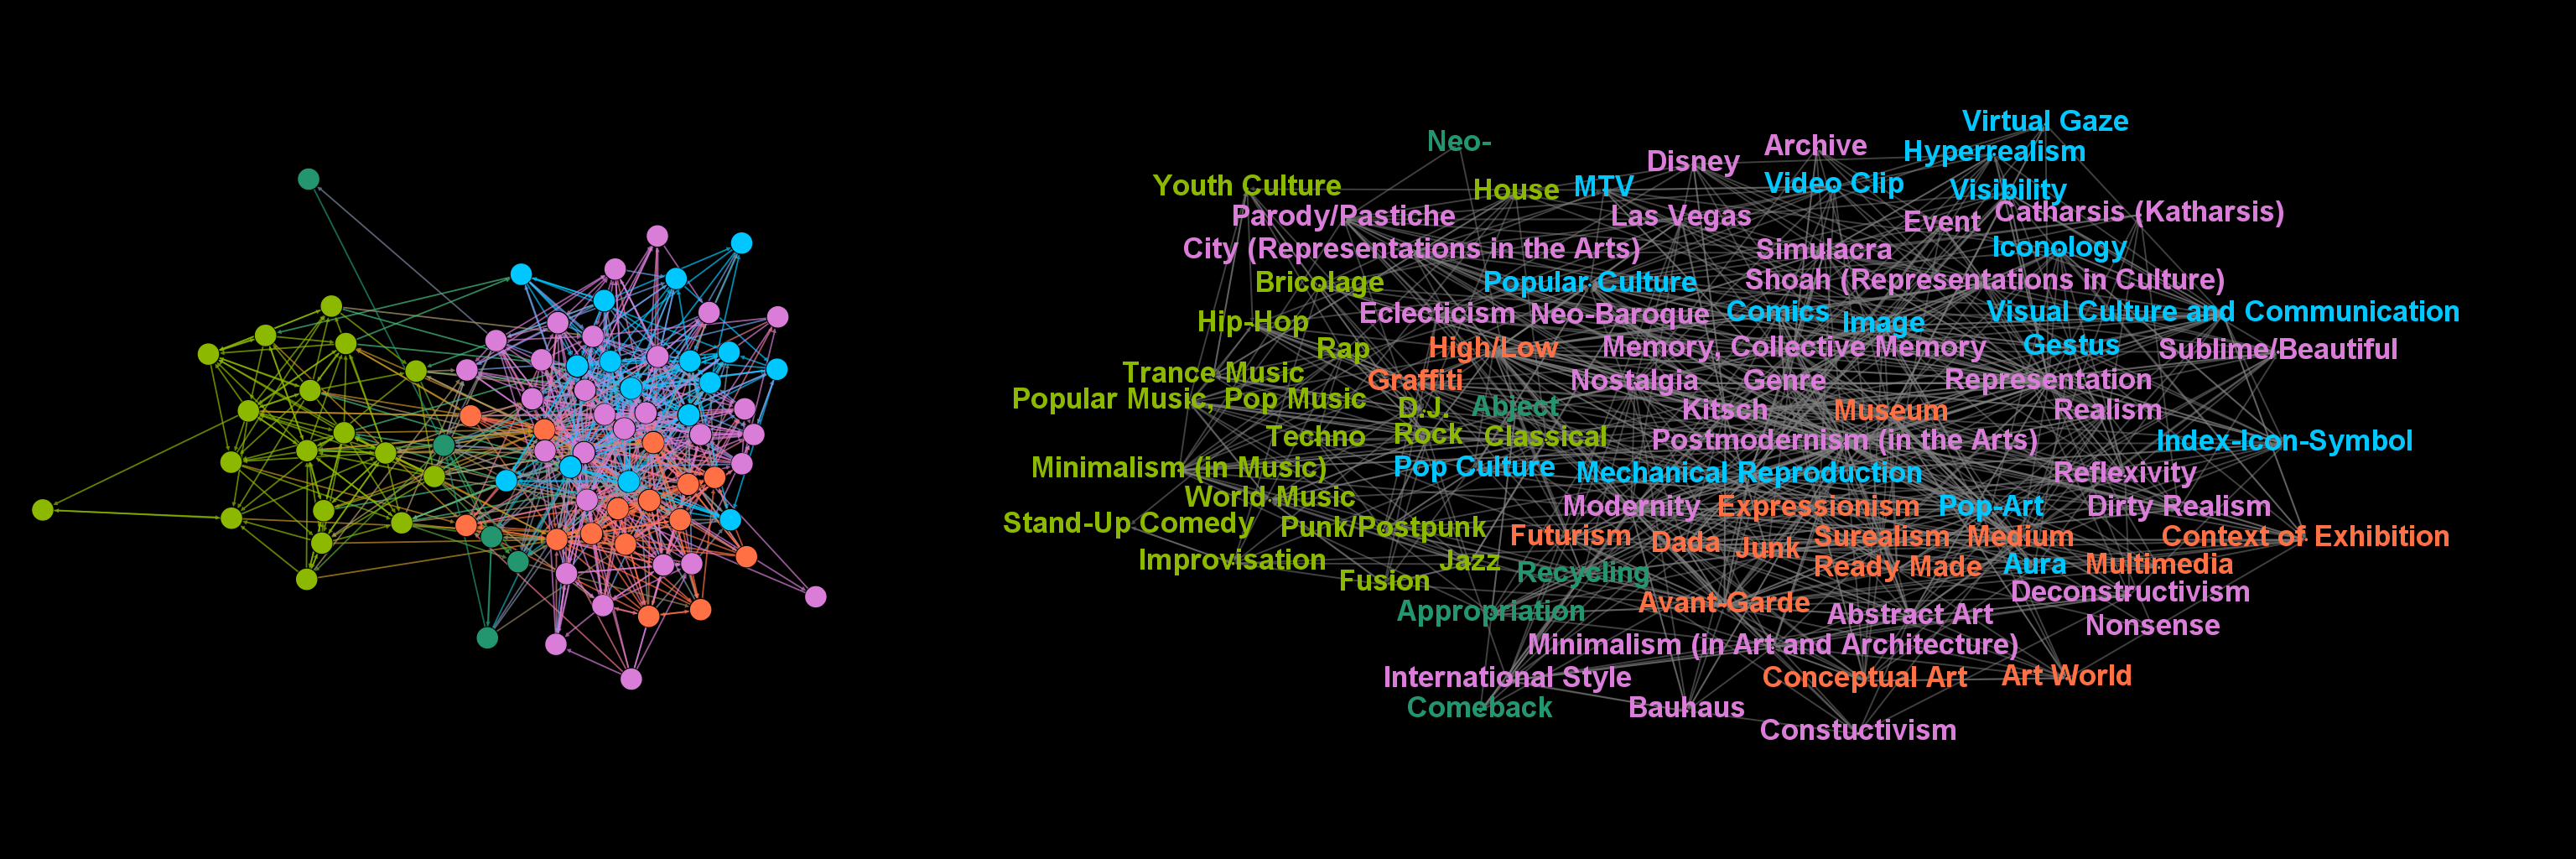 Virtual Gaze
Neo-
Archive
Hyperrealism
Disney
Youth Culture
House
MTV
Video Clip
Visibility
Parody/Pastiche
Las Vegas
Event
Catharsis (Katharsis)
City (Representations in the Arts)
Simulacra
Iconology
Bricolage
Popular Culture
Shoah (Representations in Culture)
Eclecticism
Neo-Baroque
Comics
Visual Culture and Communication
Hip-Hop
Image
Rap
High/Low
Memory, Collective Memory
Gestus
Sublime/Beautiful
Trance Music
Graffiti
Nostalgia
Genre
Representation
Popular Music, Pop Music
D.J.
Abject
Kitsch
Museum
Realism
Techno
Rock
Classical
Postmodernism (in the Arts)
Index-Icon-Symbol
Minimalism (in Music)
Pop Culture
Mechanical Reproduction
Reflexivity
World Music
Modernity
Expressionism
Pop-Art
Dirty Realism
Stand-Up Comedy
Punk/Postpunk
Futurism
Dada
Junk
Surealism
Medium
Context of Exhibition
Improvisation
Jazz
Recycling
Ready Made
Aura
Multimedia
Fusion
Deconstructivism
Appropriation
Avant-Garde
Abstract Art
Nonsense
Minimalism (in Art and Architecture)
International Style
Conceptual Art
Art World
Comeback
Bauhaus
Constuctivism